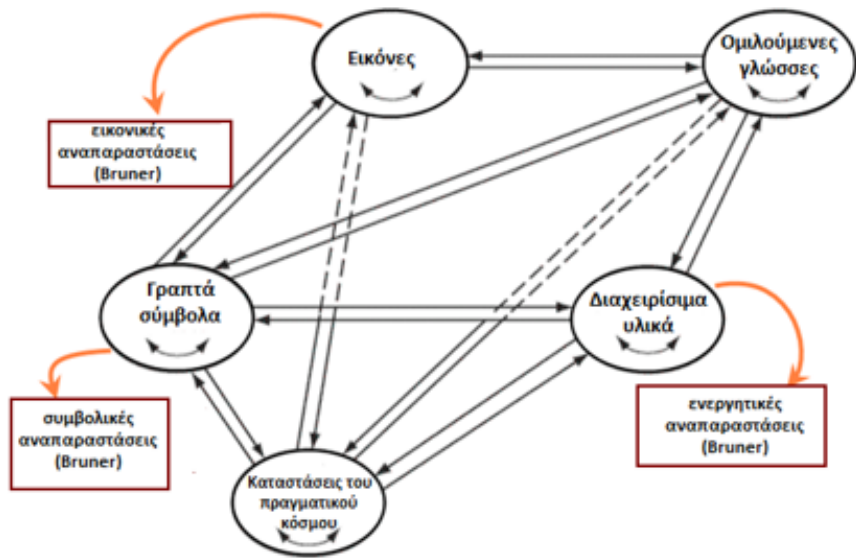 Εικόνες
Ομιλούμενες
γλώσσες
εικονικές
αναπαραστάσεις
(Bruner)
Γραπτά
σύμβολα
Διαχειρίσιμα
υλικά
συμβολικές
αναπαραστάσεις
(Bruner)
ενεργητικές
αναπαραστάσεις
(Bruner)
Καταστάσεις του
πραγματικού
κόσμου